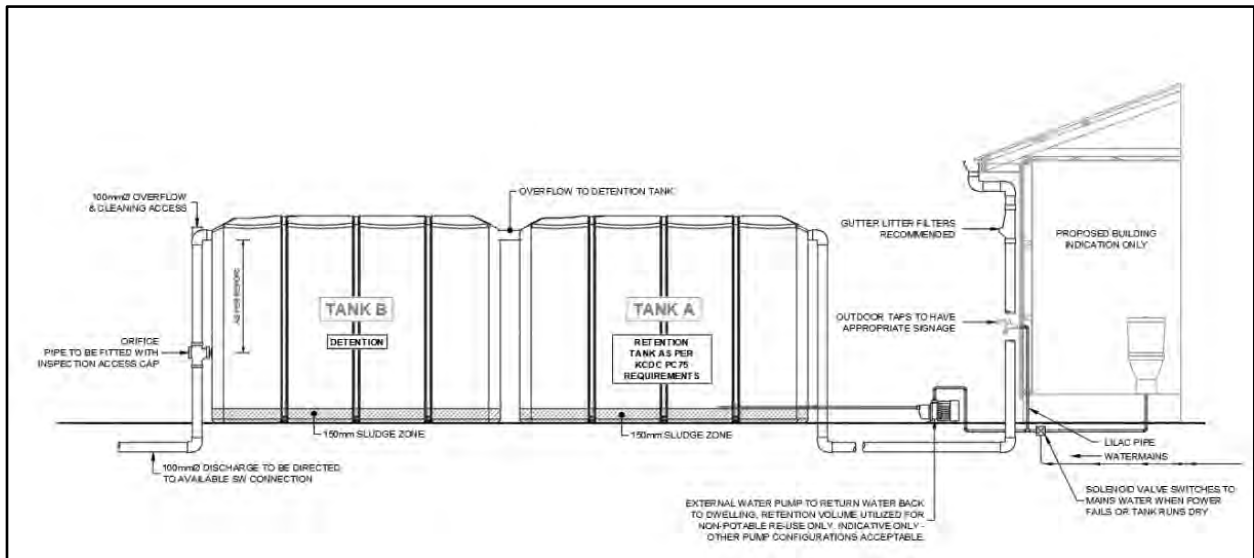 100mmØ OVERFLOW
& CLEANING ACCESS
OVERFLOW TO DETENTION TANK
GUTTER LITTER FILTERS
RECOMMENDED
PROPOSED BUILDING
INDICATION ONLY
AS PER REPORT
TANK B
DETENTION
TANK A
RETENTION
TANK AS PER
KCDC PC75
REQUIREMENTS
OUTDOOR TAPS TO HAVE
APPROPRIATE SIGNAGE
ORIFICE
PIPE TO BE FITTED WITH
INSPECTION ACCESS CAP
150mm SLUDGE ZONE
150mm SLUDGE ZONE
LILAC PIPE
WATERMAINS
100mmØ DISCHARGE TO BE DIRECTED
TO AVAILABLE SW CONNECTION
EXTERNAL WATER PUMP TO RETURN WATER BACK
TO DWELLING, RETENTION VOLUME UTILIZED FOR
NON-POTABLE RE-USE ONLY. INDICATIVE ONLY -
OTHER PUMP CONFIGURATIONS ACCEPTABLE.
SOLENOID VALVE SWITCHES TO
MAINS WATER WHEN POWER
FAILS OR TANK RUNS DRY